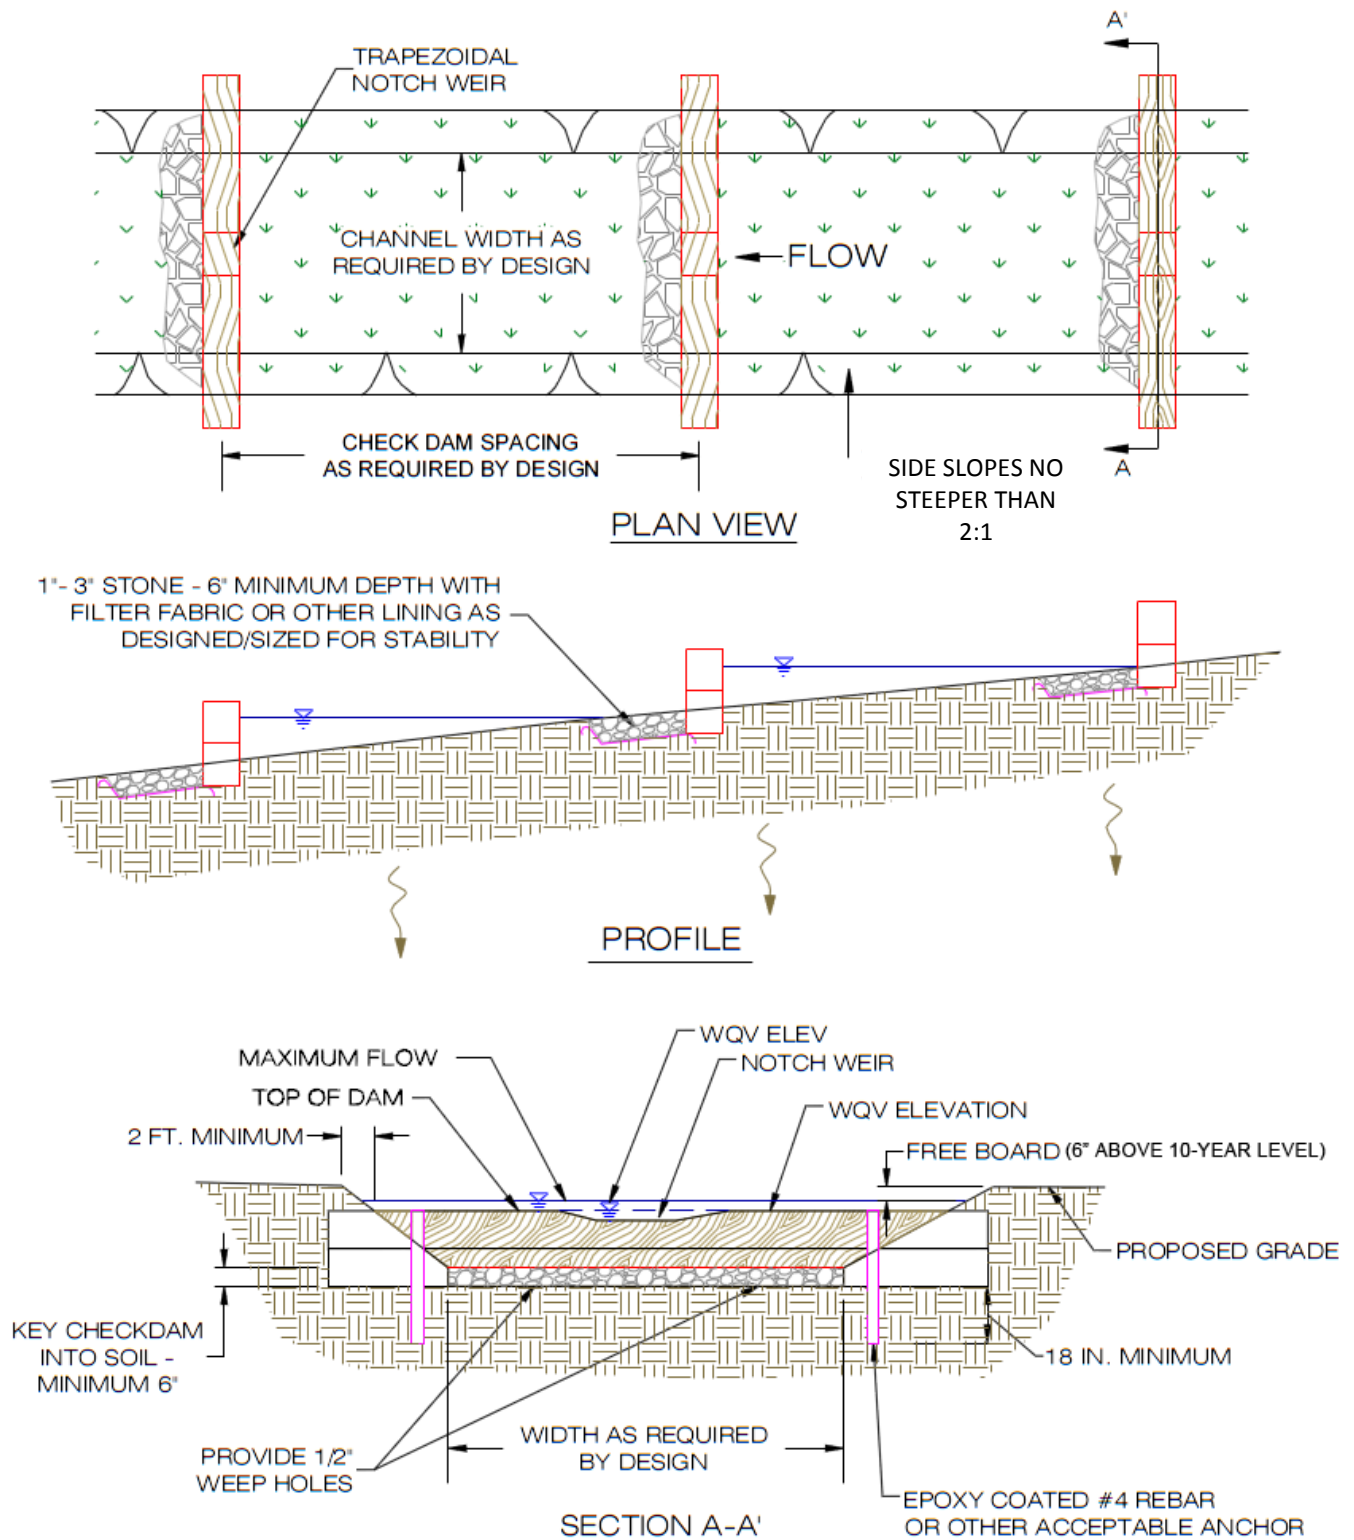 A'
TRAPEZOIDAL
NOTCH WEIR
CHANNEL WIDTH AS
REQUIRED BY DESIGN
FLOW
CHECK DAM SPACING
AS REQUIRED BY DESIGN
A
SIDE SLOPES NO
STEEPER THAN
2:1
PLAN VIEW
1"- 3" STONE - 6" MINIMUM DEPTH WITH
FILTER FABRIC OR OTHER LINING AS
DESIGNED/SIZED FOR STABILITY
PROFILE
WQV ELEV
MAXIMUM FLOW
NOTCH WEIR
TOP OF DAM
WQV ELEVATION
2 FT. MINIMUM
FREE BOARD (6" ABOVE 10-YEAR LEVEL)
PROPOSED GRADE
KEY CHECKDAM
INTO SOIL -
MINIMUM 6"
18 IN. MINIMUM
PROVIDE 1/2"
WEEP HOLES
WIDTH AS REQUIRED
BY DESIGN
EPOXY COATED #4 REBAR
OR OTHER ACCEPTABLE ANCHOR
SECTION A-A'